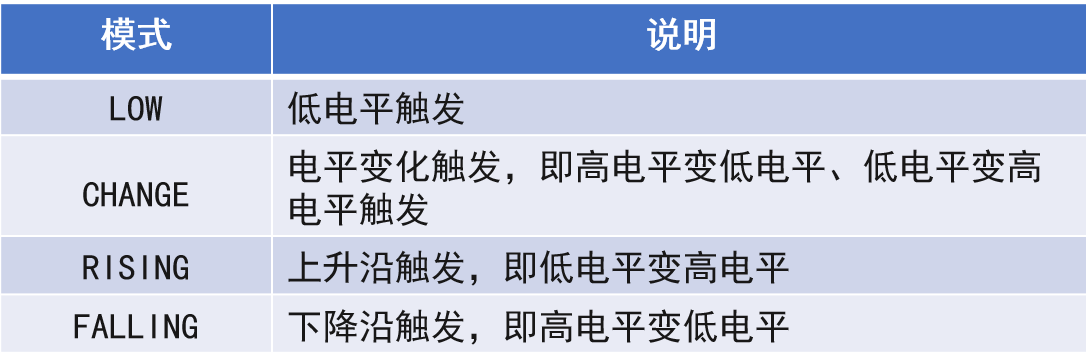 模式 说明
LOW 低电平触发
CHANGE 电平变化触发，即高电平变低电平、低电平变高
电平触发
RISING 上升沿触发，即低电平变高电平
FALLING 下降沿触发，即高电平变低电平